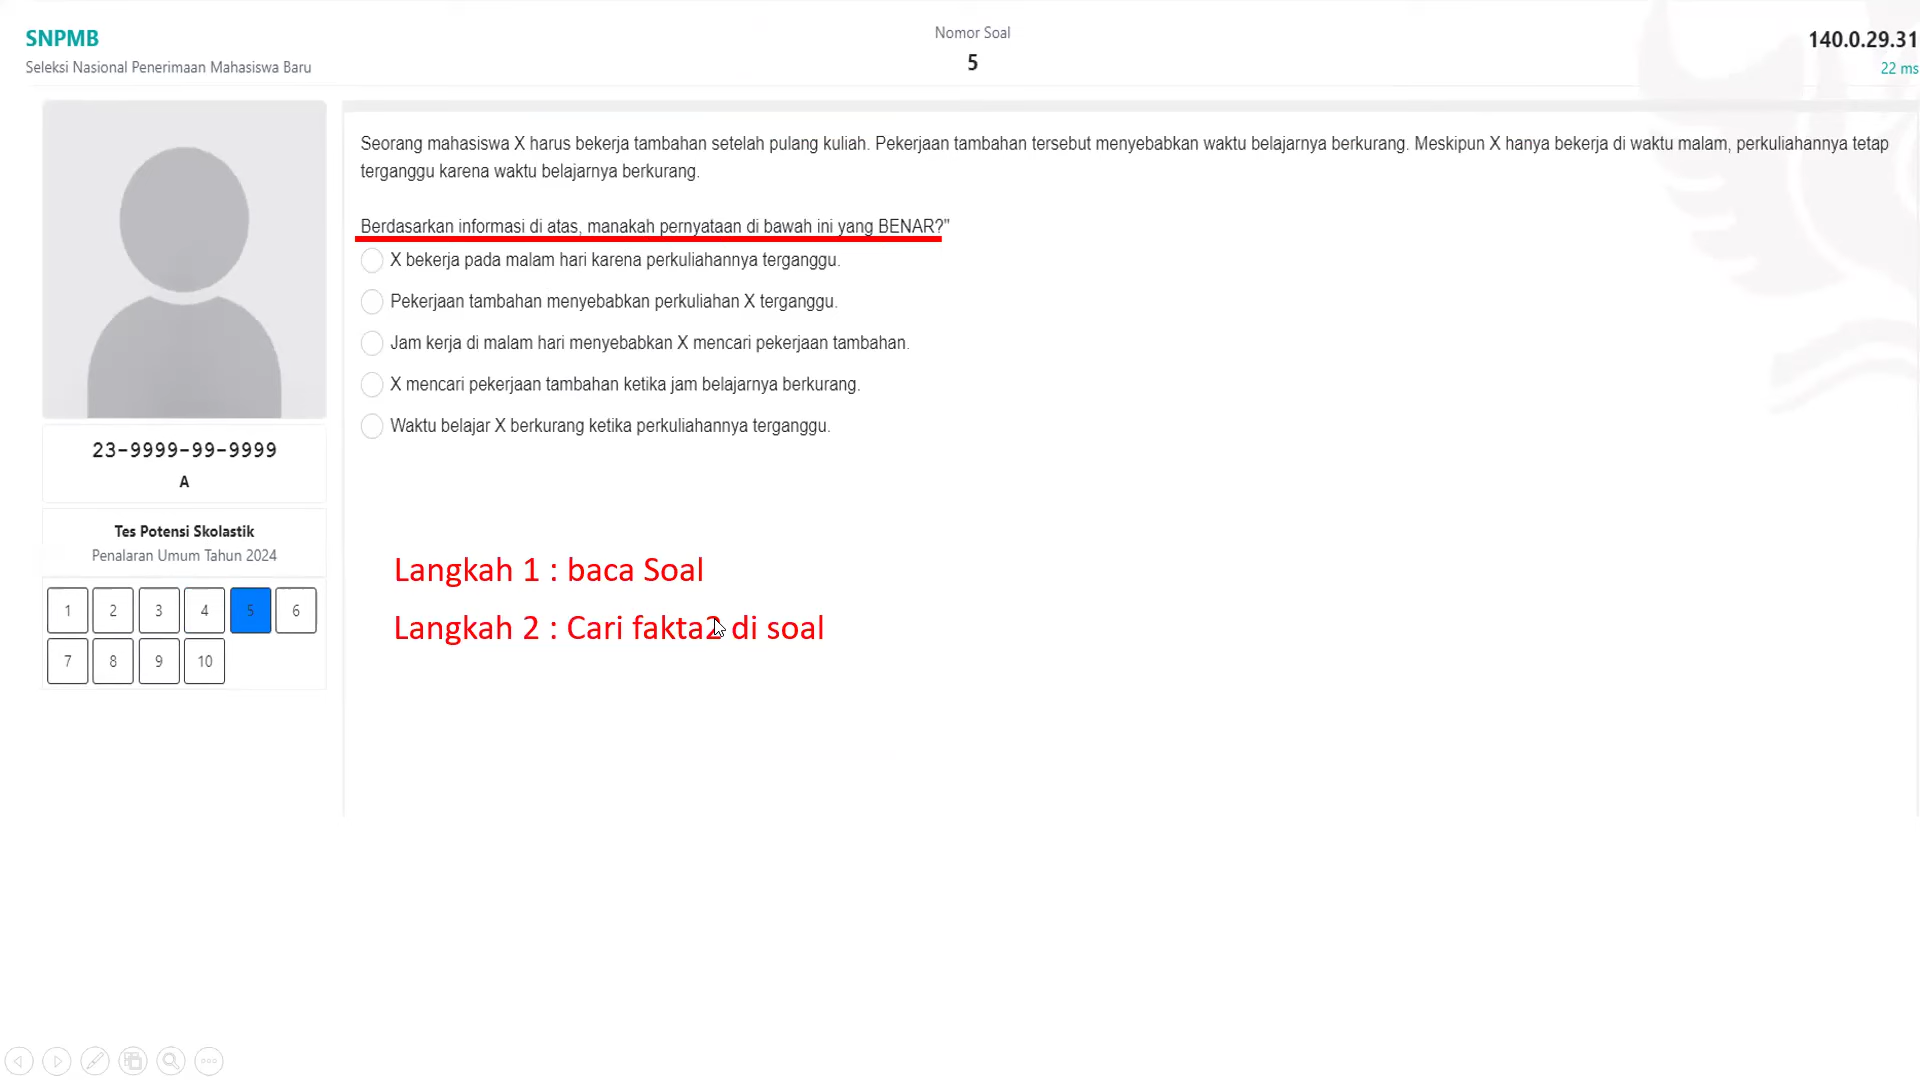 SNPMB
Seleksi Nasional Penerimaan Mahasiswa Baru
Nomor Soal
5
140.0.29.31
22 ms
Seorang mahasiswa X harus bekerja tambahan setelah pulang kuliah. Pekerjaan tambahan tersebut menyebabkan waktu belajarnya berkurang. Meskipun X hanya bekerja di waktu malam, perkuliahannya tetap
terganggu karena waktu belajarnya berkurang.
Berdasarkan informasi di atas, manakah pernyataan di bawah ini yang BENAR?"
X bekerja pada malam hari karena perkuliahannya terganggu.
Pekerjaan tambahan menyebabkan perkuliahan X terganggu.
Jam kerja di malam hari menyebabkan X mencari pekerjaan tambahan.
X mencari pekerjaan tambahan ketika jam belajarnya berkurang.
Waktu belajar X berkurang ketika perkuliahannya terganggu.
23-9999-99-9999
A
Tes Potensi Skolastik
Penalaran Umum Tahun 2024
1 2 3 4 5 6
7 8 9 10
Langkah 1 : baca Soal
Langkah 2 : Cari fakta2 di soal